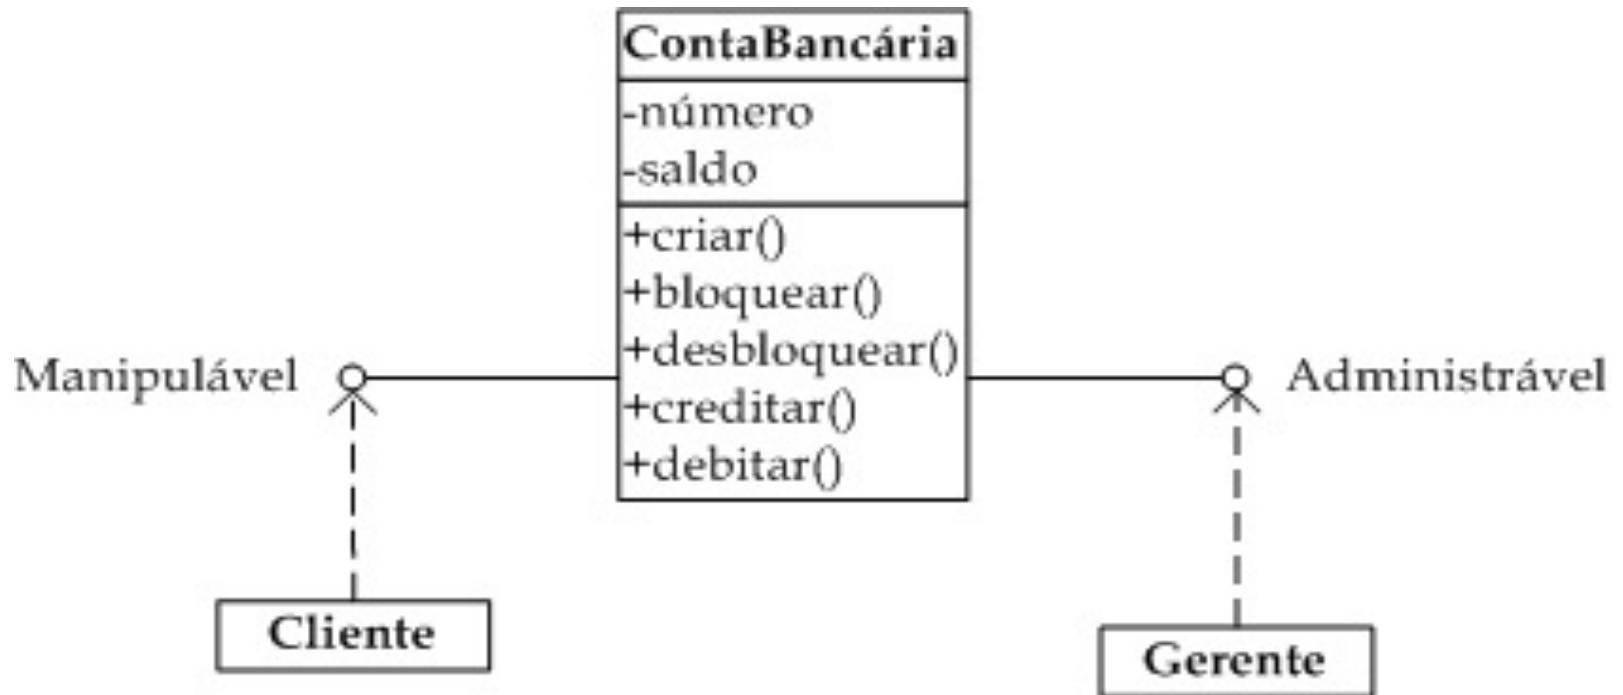 ContaBancária
-número
-saldo
+criar()
+bloquear()
+desbloquear()
+creditar()
+debitar()
Manipulável
Administrável
Cliente
Gerente